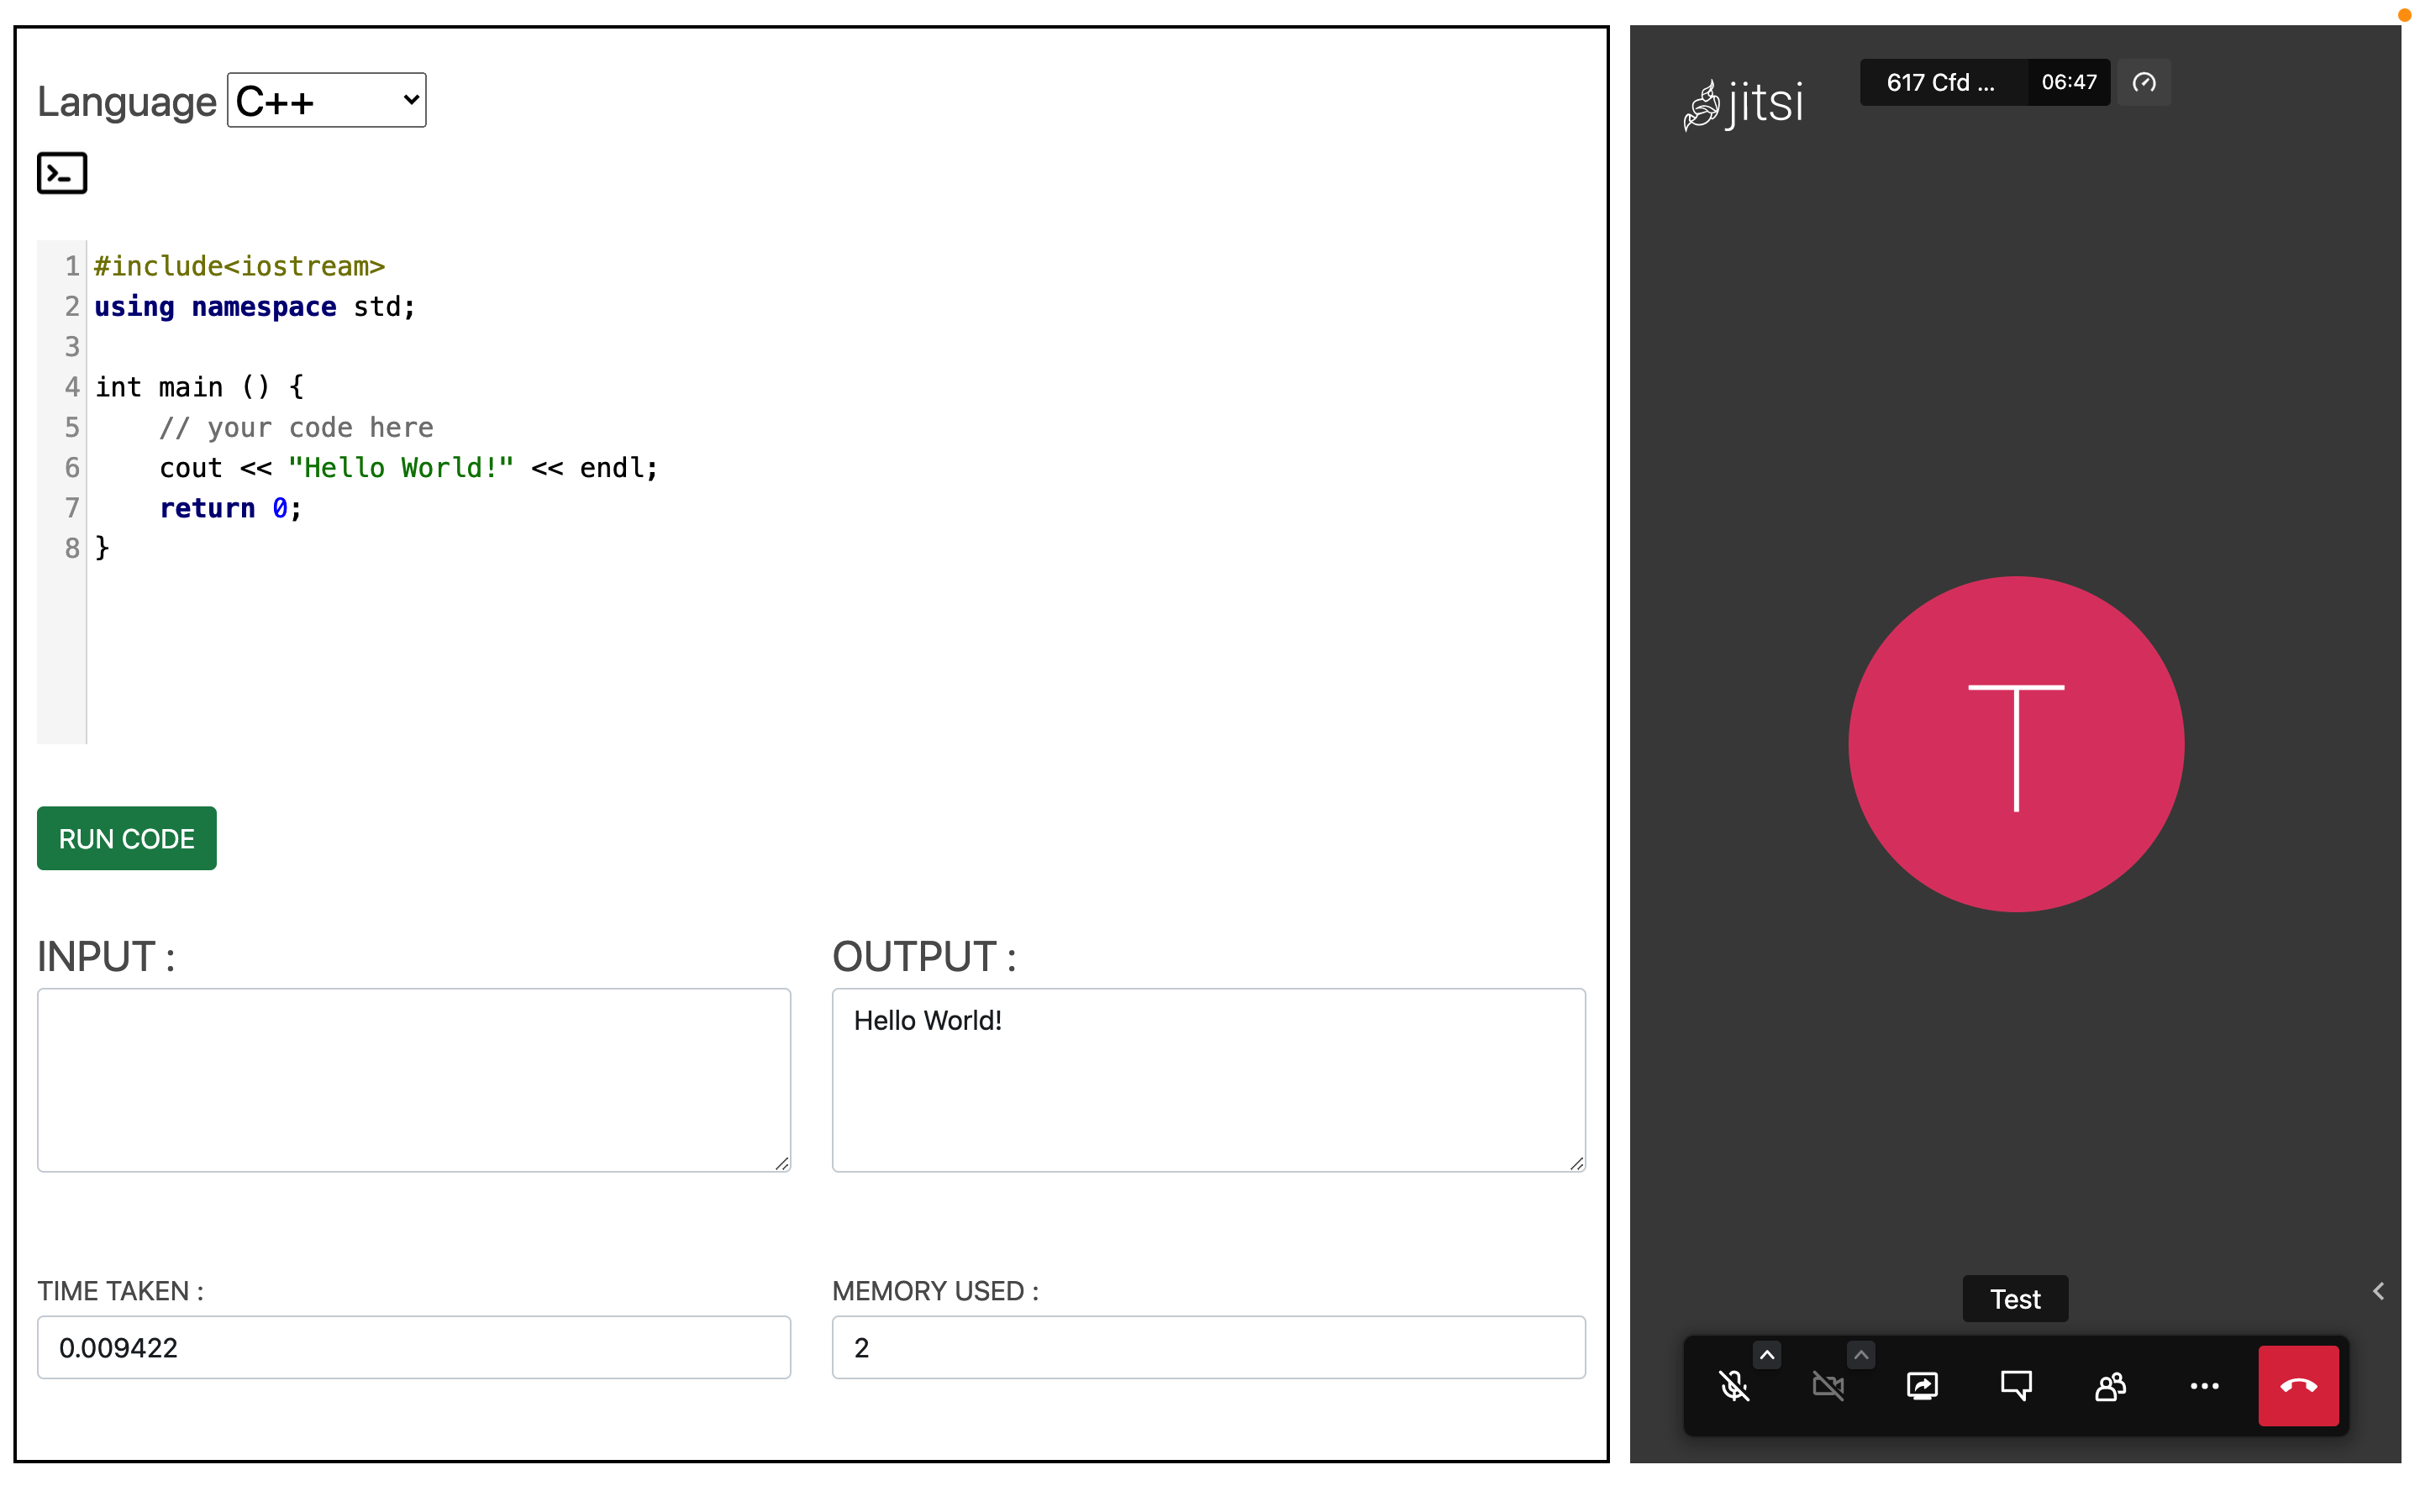 Language C++
1 #include<iostream>
2 using namespace std;
3
4 int main () {
5     // your code here
6     cout << "Hello World!" << endl;
7     return 0;
8 }
RUN CODE
INPUT :
OUTPUT :
Hello World!
TIME TAKEN :
0.009422
MEMORY USED :
2
jitsi
617 Cfd ... 06:47
T
Test